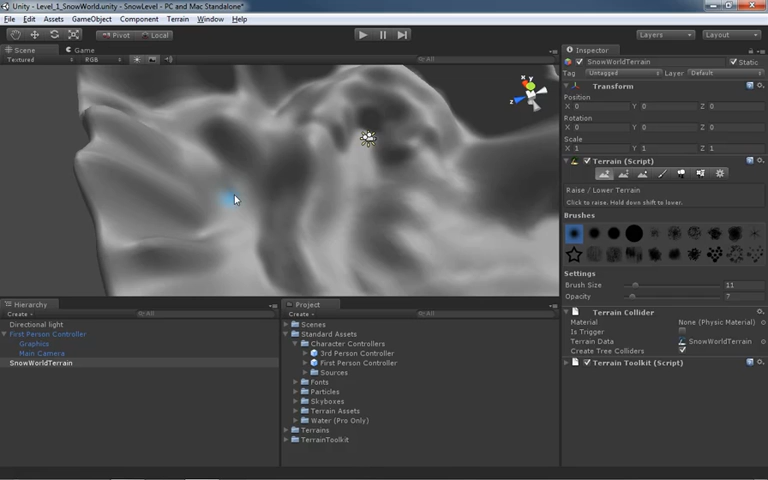 Unity - Level_1_SnowWorld.unity - SnowLevel - PC and Mac Standalone*
File Edit Assets GameObject Component Terrain Window Help
Pivot Local Layers Layout
Scene Game
Textured RGB All
Inspector
SnowWorldTerrain Static
Tag Untagged Layer Default
Transform
Position
X 0 Y 0 Z 0
Rotation
X 0 Y 0 Z 0
Scale
X 1 Y 1 Z 1
Terrain (Script)
Raise / Lower Terrain
Click to raise. Hold down shift to lower.
Brushes
Settings
Brush Size 11
Opacity 7
Terrain Collider
Material None (Physic Material)
Is Trigger
Terrain Data SnowWorldTerrain
Create Tree Colliders
Terrain Toolkit (Script)
x y z
Hierarchy
Create All
Directional light
First Person Controller
Graphics
Main Camera
SnowWorldTerrain
Project
Create All
Scenes
Standard Assets
Character Controllers
3rd Person Controller
First Person Controller
Sources
Fonts
Particles
Skyboxes
Terrain Assets
Water (Pro Only)
Terrains
TerrainToolkit